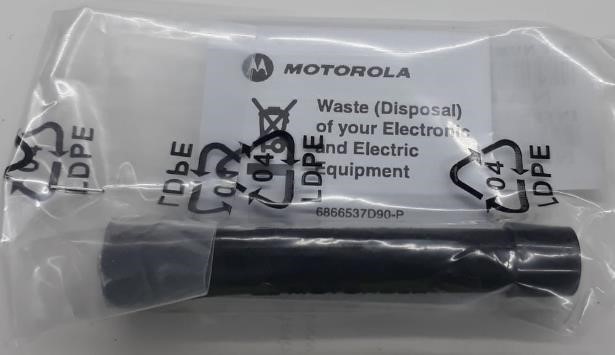 MOTOROLA
Waste (Disposal)
of your Electronic
and Electric
Equipment
6866537D90-P
04
LDPE
LDPE
04
04
LDPE
04
LDPE